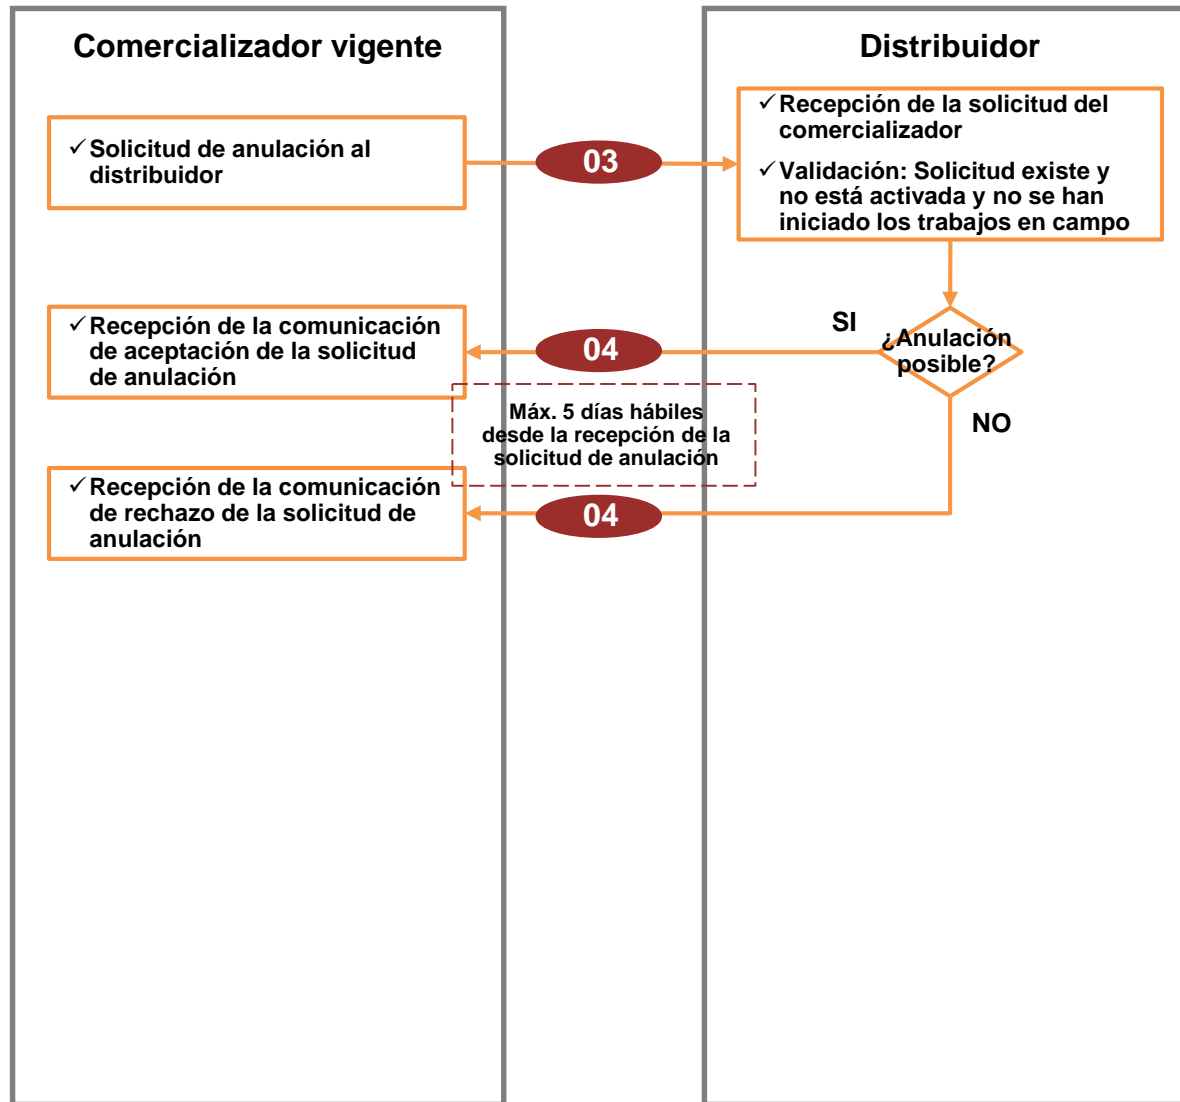 Comercializador vigente
Distribuidor
✓ Solicitud de anulación al
distribuidor
03
✓ Recepción de la solicitud del
comercializador
✓ Validación: Solicitud existe y
no está activada y no se han
iniciado los trabajos en campo
✓ Recepción de la comunicación
de aceptación de la solicitud
de anulación
04
SI
¿Anulación
posible?
Máx. 5 días hábiles
desde la recepción de la
solicitud de anulación
NO
✓ Recepción de la comunicación
de rechazo de la solicitud de
anulación
04